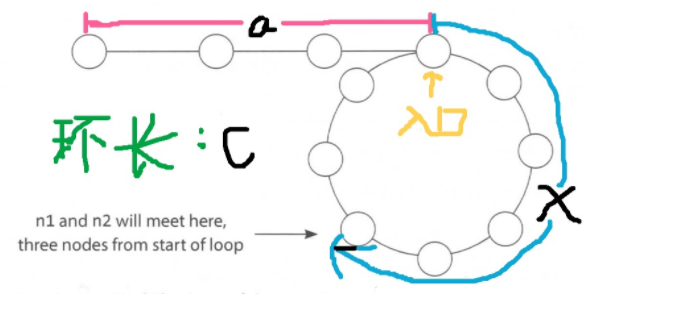 a
入口
环长:C
X
n1 and n2 will meet here,
three nodes from start of loop